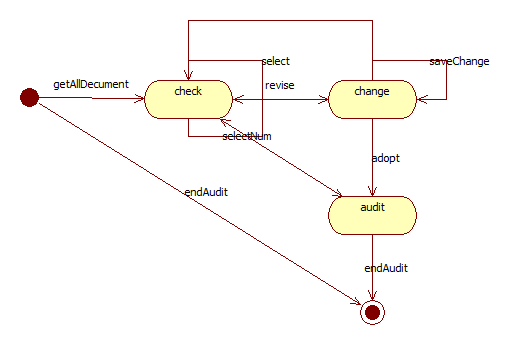 select
saveChange
getAllDecument
check
revise
change
selectNum
adopt
endAudit
audit
endAudit